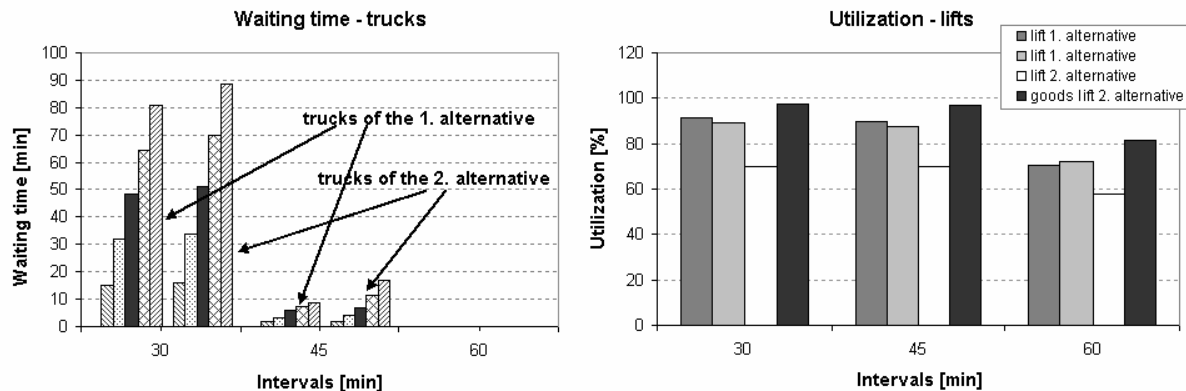 Waiting time - trucks
Waiting time [min]
100
90
80
70
60
50
40
30
20
10
0
trucks of the 1. alternative
trucks of the 2. alternative
30 45 60
Intervals [min]
Utilization - lifts
Utilization [%]
120
100
80
60
40
20
0
lift 1. alternative
lift 1. alternative
lift 2. alternative
goods lift 2. alternative
30 45 60
Intervals [min]